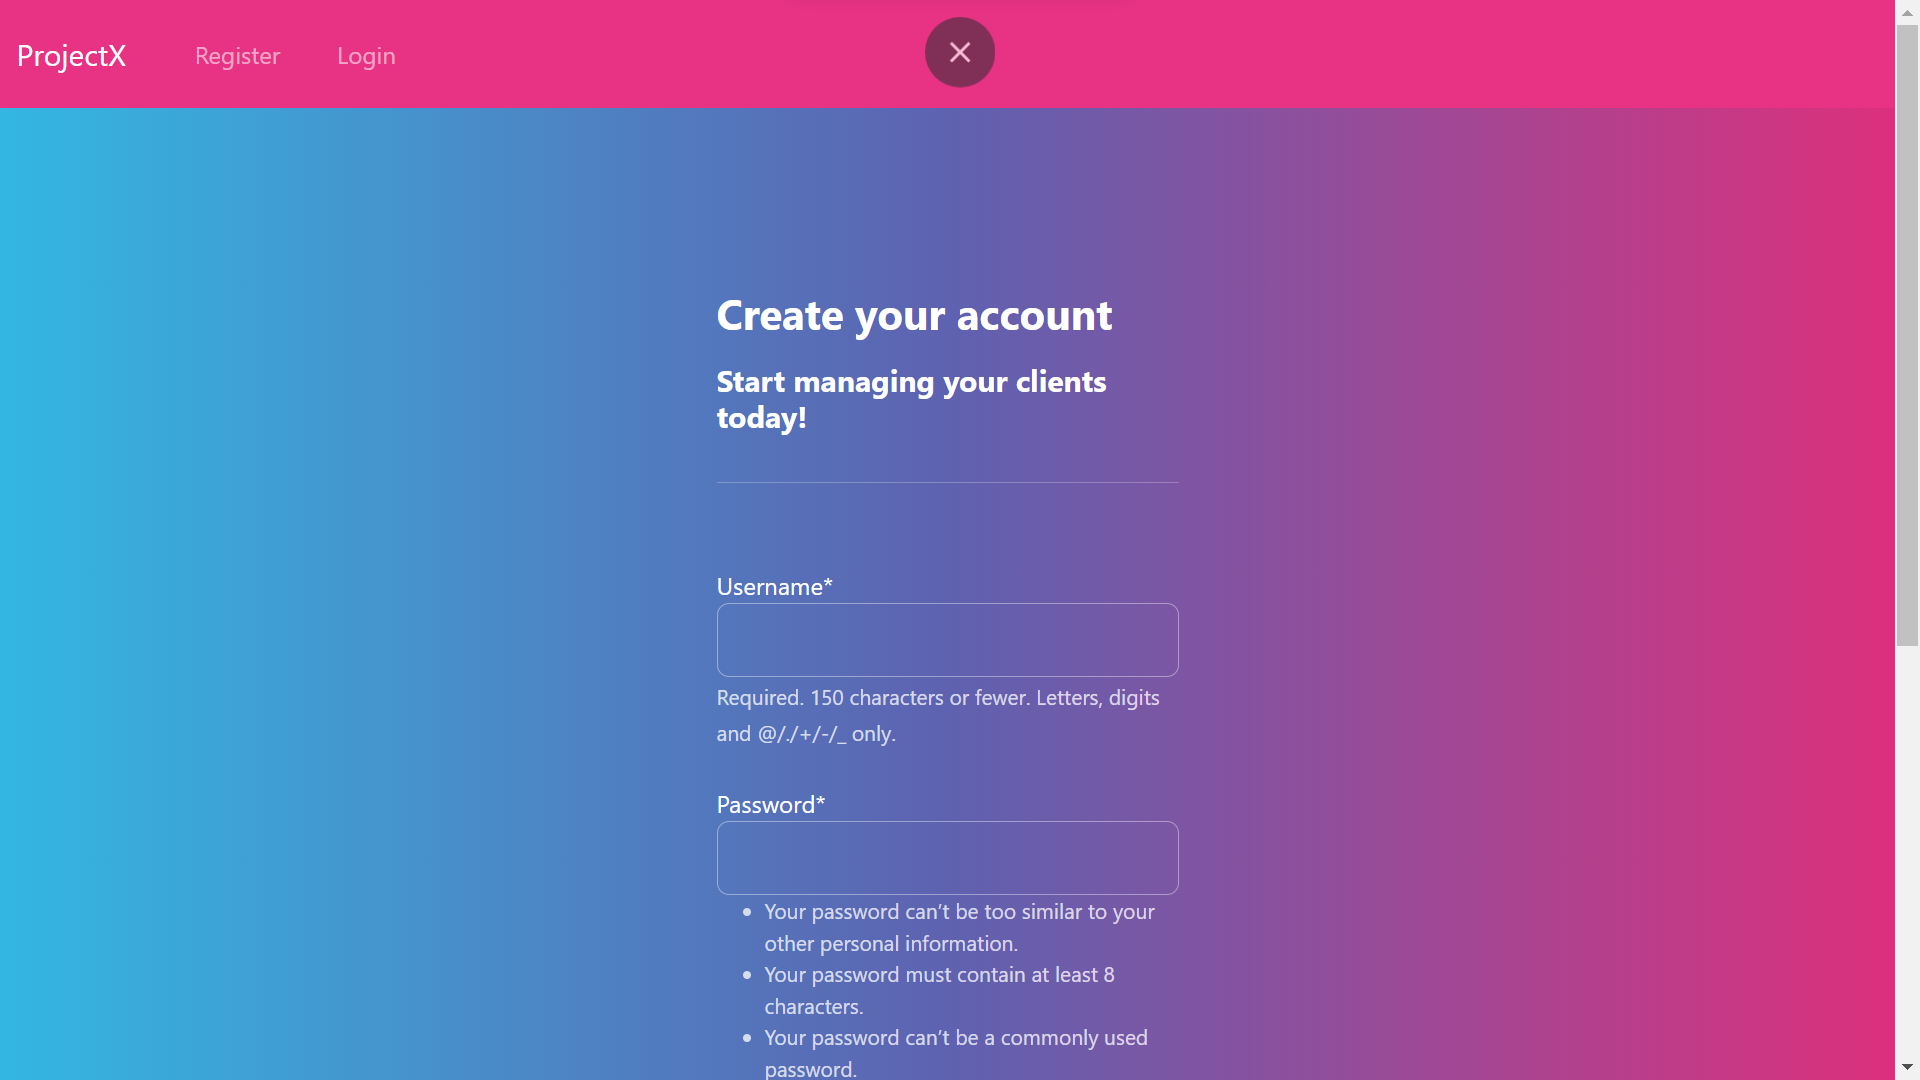 ProjectX Register Login
Create your account
Start managing your clients
today!
Username*
Required. 150 characters or fewer. Letters, digits
and @/./+/-/_ only.
Password*
• Your password can’t be too similar to your
other personal information.
• Your password must contain at least 8
characters.
• Your password can’t be a commonly used
password.